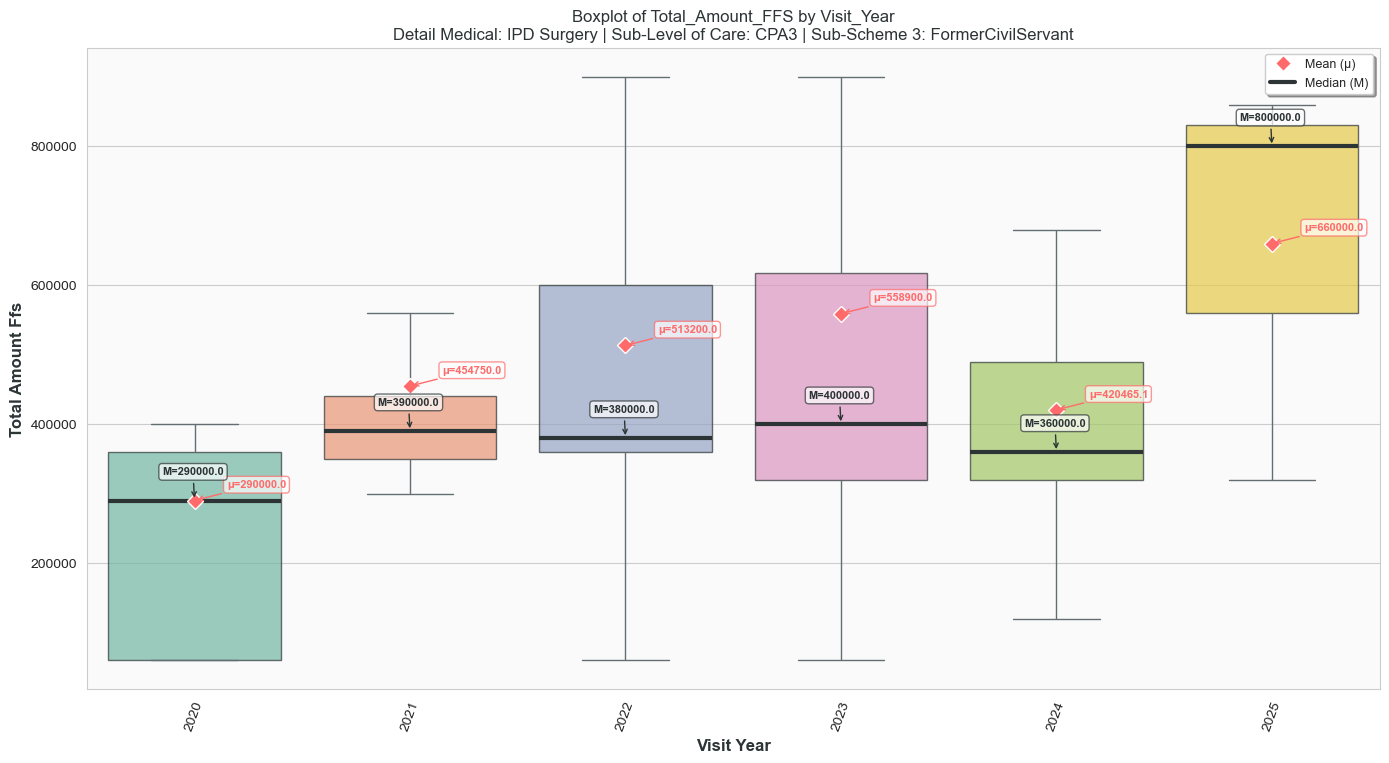 Boxplot of Total_Amount_FFS by Visit_Year
Detail Medical: IPD Surgery | Sub-Level of Care: CPA3 | Sub-Scheme 3: FormerCivilServant
Mean (μ)
Median (M)
Total Amount Ffs
800000
600000
400000
200000
M=290000.0
μ=290000.0
μ=454750.0
M=390000.0
μ=513200.0
M=380000.0
μ=558900.0
M=400000.0
μ=420465.1
M=360000.0
M=800000.0
μ=660000.0
2020
2021
2022
2023
2024
2025
Visit Year